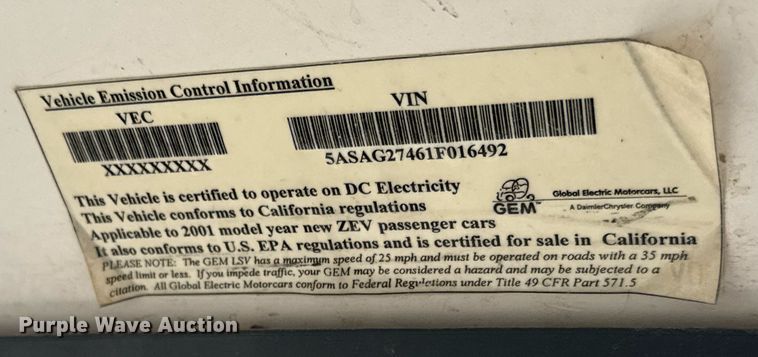 Vehicle Emission Control Information
VEC
VIN
XXXXXXXXXX
5ASAG27461F016492
This Vehicle is certified to operate on DC Electricity
This Vehicle conforms to California regulations
Applicable to 2001 model year new ZEV passenger cars
It also conforms to U.S. EPA regulations and is certified for sale in California
GEM
Global Electric Motorcars, LLC
A DaimlerChrysler Company
PLEASE NOTE: The GEM LSV has a maximum speed of 25 mph and must be operated on roads with a 35 mph
speed limit or less. If you impede traffic, your GEM may be considered a hazard and may be subjected to a
citation. All Global Electric Motorcars conform to Federal Regulations under Title 49 CFR Part 571.5
Purple Wave Auction